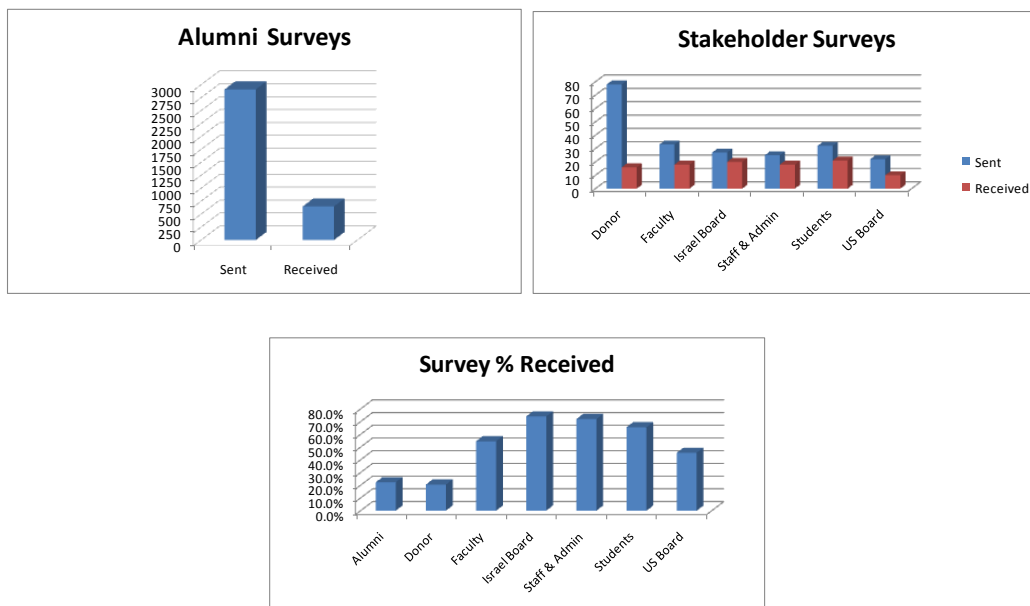 Alumni Surveys
3000
2750
2500
2250
2000
1750
1500
1250
1000
750
500
250
0
Sent
Received
Stakeholder Surveys
80
70
60
50
40
30
20
10
0
Donor
Faculty
Israel Board
Staff & Admin
Students
US Board
Sent
Received
Survey % Received
80.0%
70.0%
60.0%
50.0%
40.0%
30.0%
20.0%
10.0%
0.0%
Alumni
Donor
Faculty
Israel Board
Staff & Admin
Students
US Board